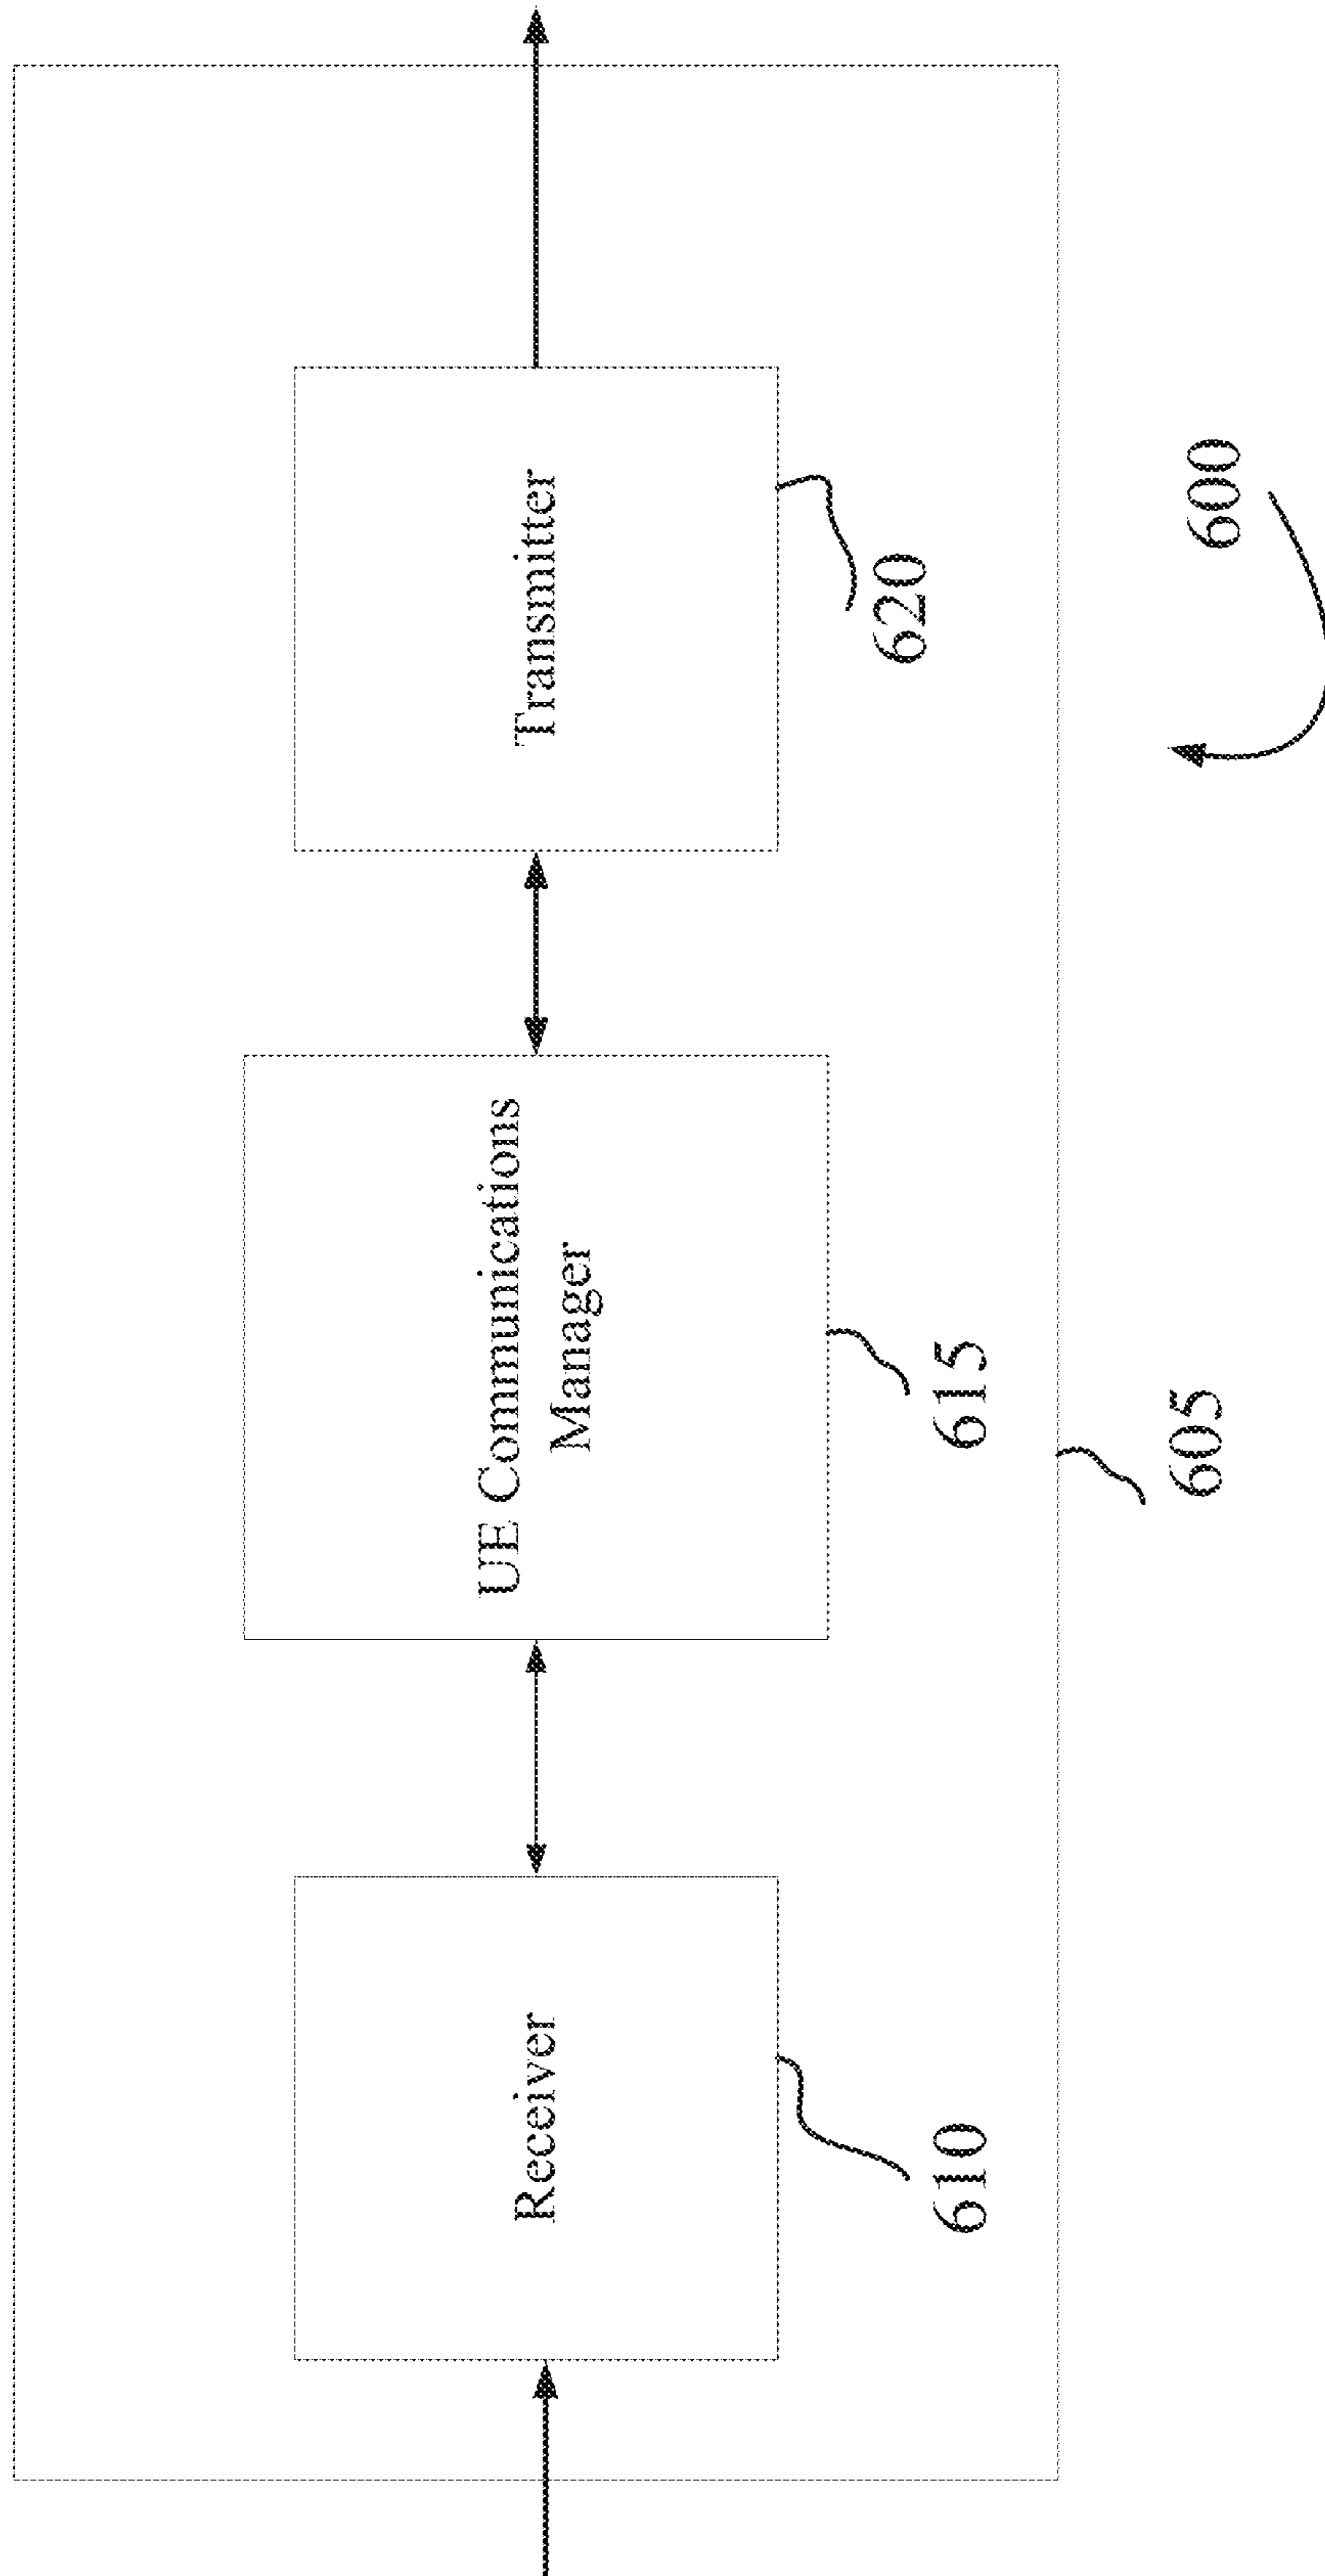 Receiver
610
UE Communications
Manager
615
Transmitter
620
605
600